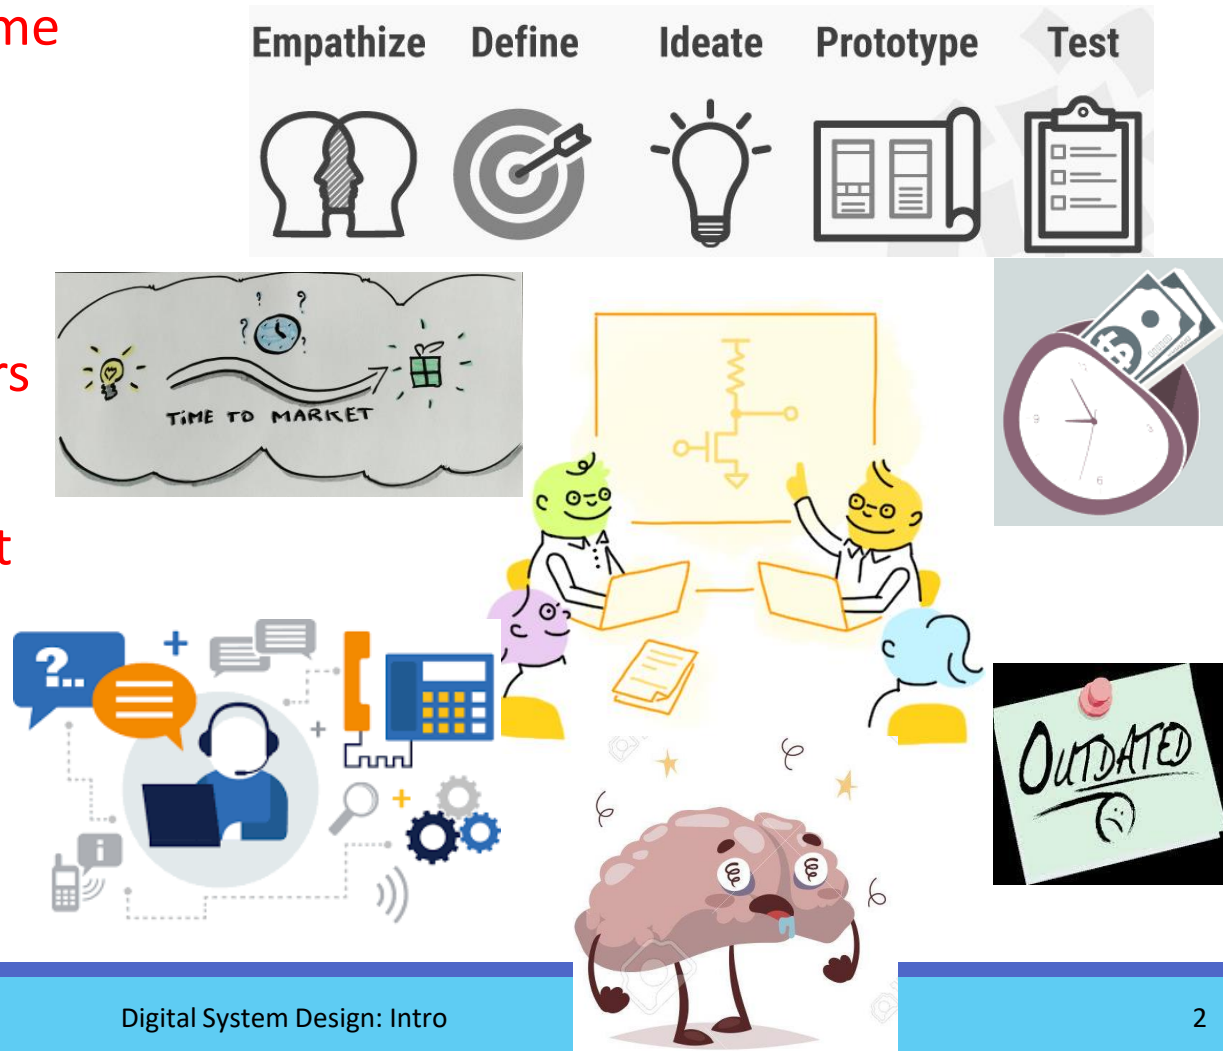 me
Empathize Define Ideate Prototype Test
TIME TO MARKET
rs
t
?..
i
$
OUTDATED
Digital System Design: Intro
2